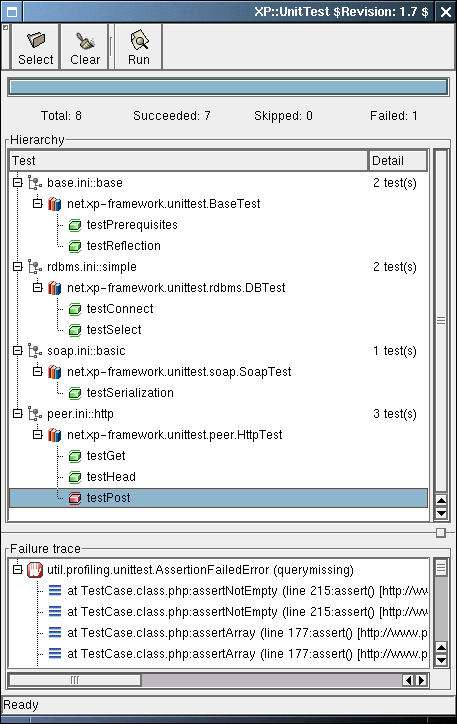 XP::UnitTest $Revision: 1.7 $
Select Clear Run
Total: 8 Succeeded: 7 Skipped: 0 Failed: 1
Hierarchy
Test Detail
base.ini::base 2 test(s)
net.xp-framework.unittest.BaseTest
testPrerequisites
testReflection
rdbms.ini::simple 2 test(s)
net.xp-framework.unittest.rdbms.DBTest
testConnect
testSelect
soap.ini::basic 1 test(s)
net.xp-framework.unittest.soap.SoapTest
testSerialization
peer.ini::http 3 test(s)
net.xp-framework.unittest.peer.HttpTest
testGet
testHead
testPost
Failure trace
util.profiling.unittest.AssertionFailedError (querymissing)
at TestCase.class.php:assertNotEmpty (line 215:assert() [http://ww
at TestCase.class.php:assertNotEmpty (line 215:assert() [http://ww
at TestCase.class.php:assertArray (line 177:assert() [http://www.p
at TestCase.class.php:assertArray (line 177:assert() [http://www.p
Ready